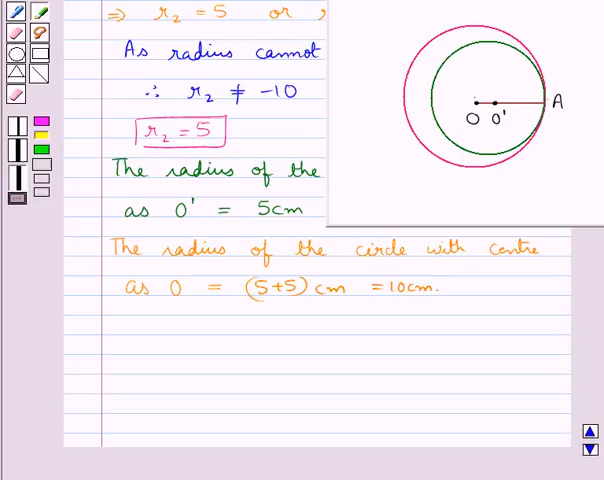 ⇒ r₂ = 5 or
As radius cannot
∴ r₂ ≠ -10
r₂ = 5
The radius of the
as O' = 5cm
The radius of the circle with centre
as O = (5+5) cm = 10cm.
O O' A